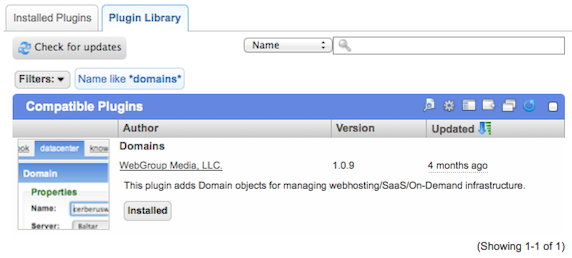 Installed Plugins Plugin Library
Check for updates Name
Filters: Name like *domains*
Compatible Plugins
Author Version Updated
Domains
WebGroup Media, LLC. 1.0.9 4 months ago
This plugin adds Domain objects for managing webhosting/SaaS/On-Demand infrastructure.
Installed
ook datacenter know
Domain
Properties
Name: cerberusw
Server: Baltar
(Showing 1-1 of 1)